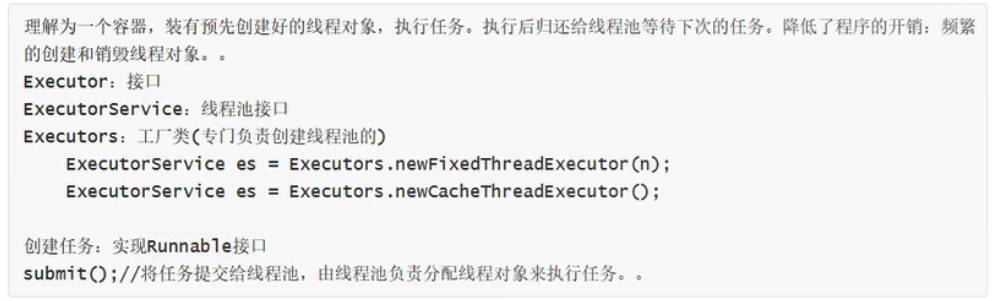 理解为一个容器，装有预先创建好的线程对象，执行任务。执行后归还给线程池等待下次的任务。降低了程序的开销：频繁
的创建和销毁线程对象。。
Executor：接口
ExecutorService：线程池接口
Executors：工厂类(专门负责创建线程池的)
    ExecutorService es = Executors.newFixedThreadExecutor(n);
    ExecutorService es = Executors.newCacheThreadExecutor();
创建任务：实现Runnable接口
submit();//将任务提交给线程池，由线程池负责分配线程对象来执行任务。。